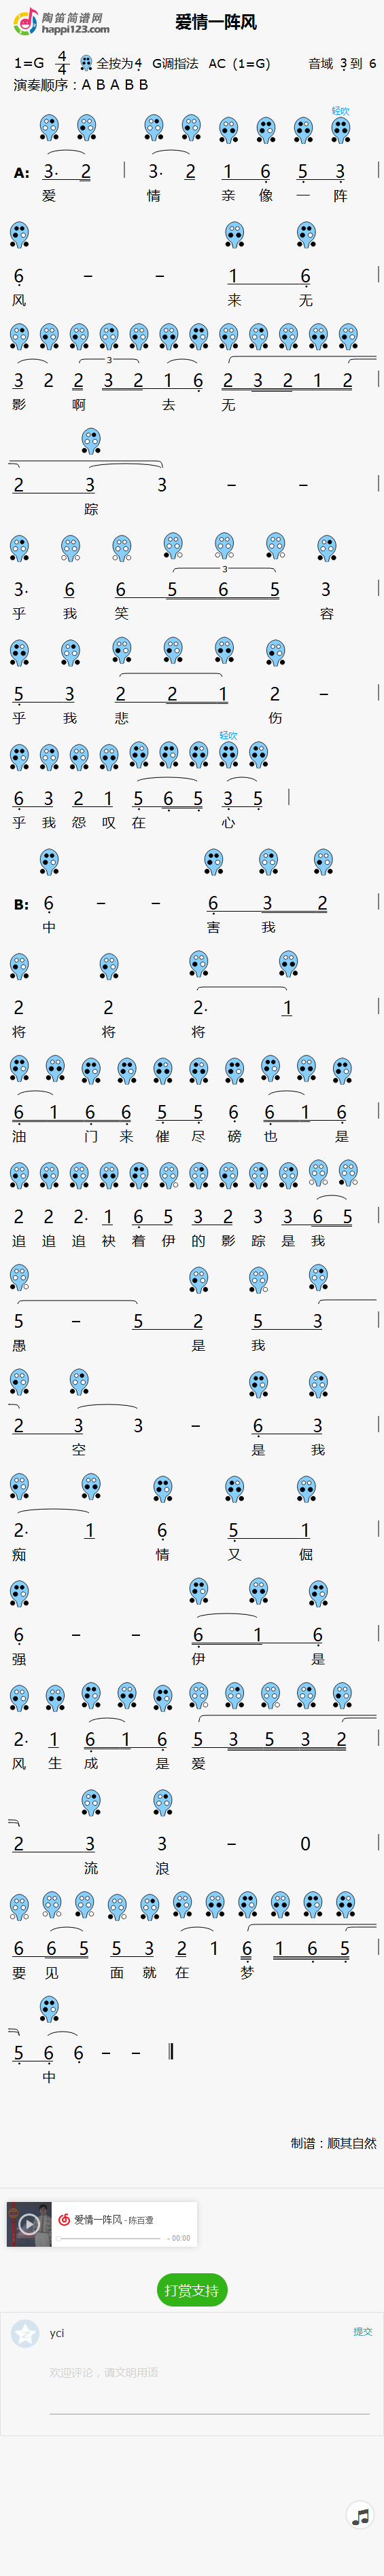 陶笛简谱网
happi123.com
爱情一阵风
1=G 4/4 全按为4̣ G调指法 AC（1=G） 音域 3̣ 到 6
演奏顺序：A B A B B
轻吹
A: 3· 2 | 3· 2 1 6̣ 5̣ 3̣ |
爱 情 亲 像 一 阵
6̣ - - 1 6̣ |
风 来 无
3
3 2 2 3 2 1 6̣ 2 3 2 1 2 |
影 啊 去 无
2 3 3 - - |
踪
3
3· 6 6 5 6 5 3
乎 我 笑 容
5̣ 3 2 2 1 2 - |
乎 我 悲 伤
轻吹
6̣ 3 2 1 5̣ 6̣ 5̣ 3̣ 5̣ |
乎 我 怨 叹 在 心
B: 6̣ - - 6̣ 3 2 |
中 害 我
2 2 2· 1 |
将 将 将
6̣ 1 6̣ 6̣ 5̣ 5̣ 6̣ 6̣ 1 6̣ |
油 门 来 催 尽 磅 也 是
2 2 2· 1 6̣ 5 3 2 3 3 6 5 |
追 追 追 袂 着 伊 的 影 踪 是 我
5 - 5 2 5 3 |
愚 是 我
2 3 3 - 6̣ 3 |
空 是 我
2· 1 6̣ 5̣ 1 |
痴 情 又 倔
6̣ - - 6̣ 1 6̣ |
强 伊 是
2· 1 6̣ 1 6̣ 5 3 5 3 2 |
风 生 成 是 爱
2 3 3 - 0 |
流 浪
6 6 5 5 3 2 1 6̣ 1 6̣ 5̣ |
要 见 面 就 在 梦
5̣ 6̣ 6̣ - - ‖
中
制谱：顺其自然
爱情一阵风 - 陈百潭
- 00:00
打赏支持
yci
提交
欢迎评论，请文明用语